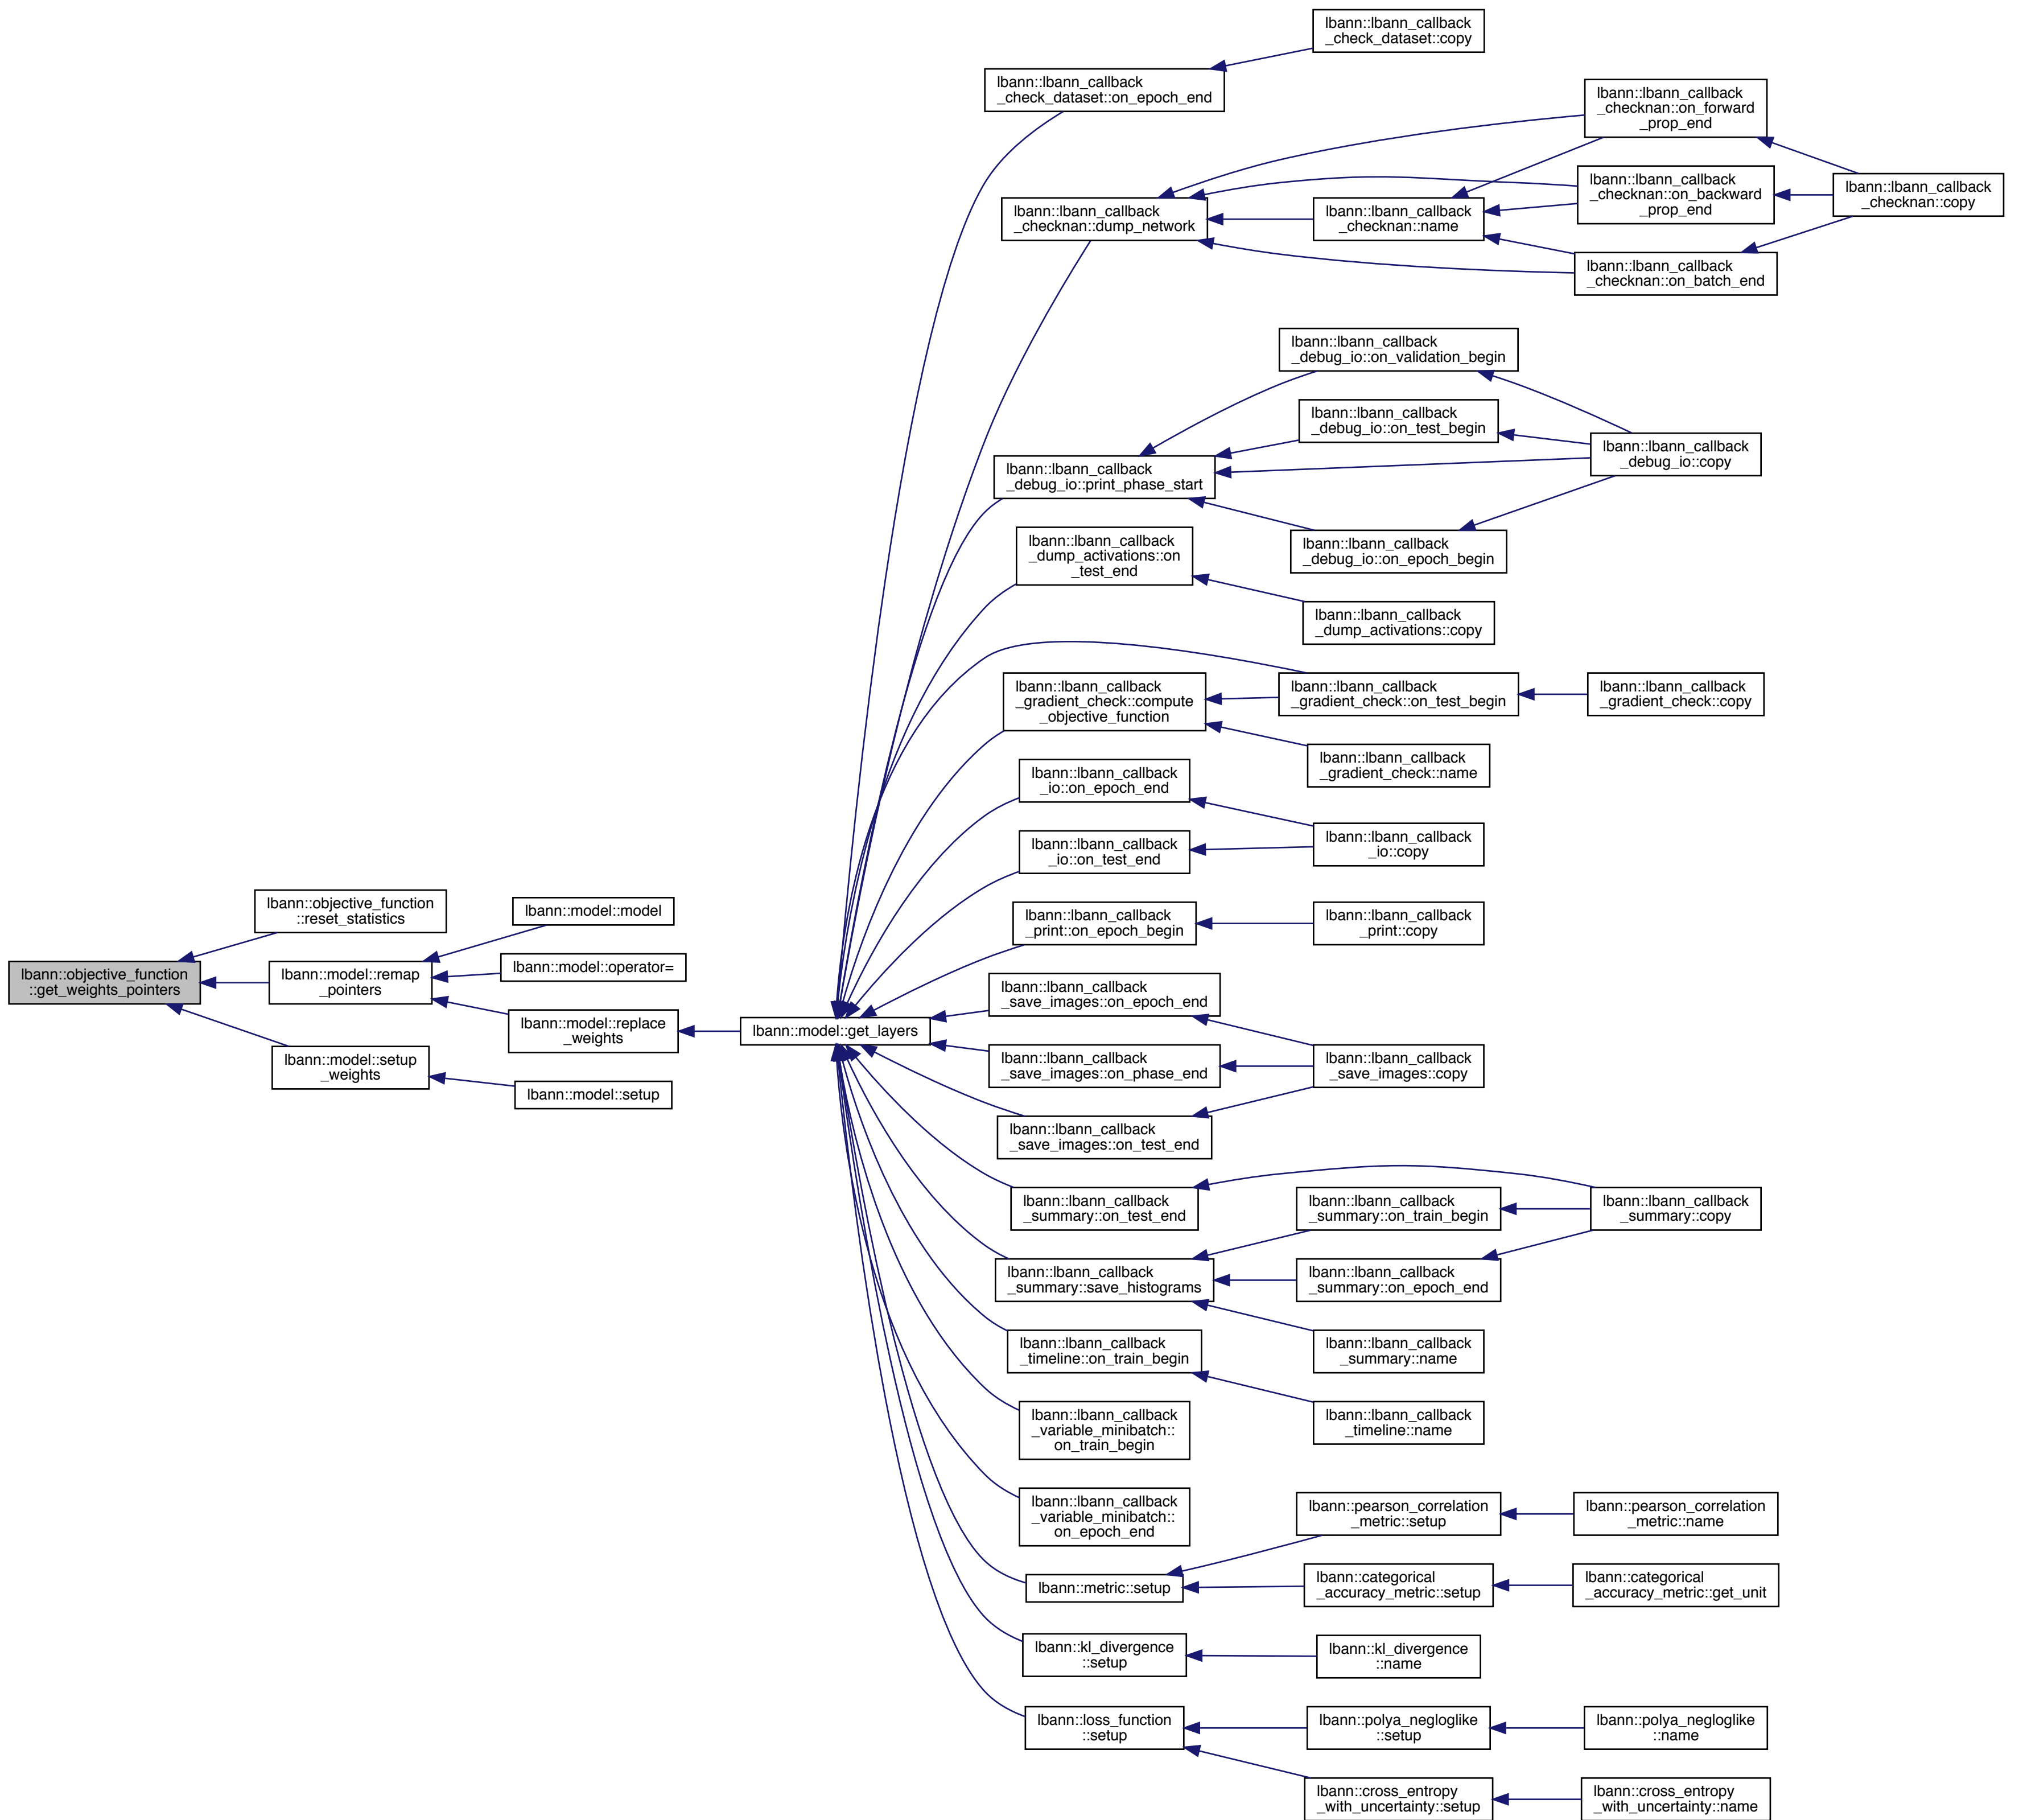 lbann::objective_function
::get_weights_pointers
lbann::objective_function
::reset_statistics
lbann::model::remap
_pointers
lbann::model::setup
_weights
lbann::model::model
lbann::model::operator=
lbann::model::replace
_weights
lbann::model::setup
lbann::model::get_layers
lbann::lbann_callback
_check_dataset::on_epoch_end
lbann::lbann_callback
_check_dataset::copy
lbann::lbann_callback
_checknan::dump_network
lbann::lbann_callback
_checknan::name
lbann::lbann_callback
_checknan::on_forward
_prop_end
lbann::lbann_callback
_checknan::on_backward
_prop_end
lbann::lbann_callback
_checknan::on_batch_end
lbann::lbann_callback
_checknan::copy
lbann::lbann_callback
_debug_io::print_phase_start
lbann::lbann_callback
_debug_io::on_validation_begin
lbann::lbann_callback
_debug_io::on_test_begin
lbann::lbann_callback
_debug_io::on_epoch_begin
lbann::lbann_callback
_debug_io::copy
lbann::lbann_callback
_dump_activations::on
_test_end
lbann::lbann_callback
_dump_activations::copy
lbann::lbann_callback
_gradient_check::compute
_objective_function
lbann::lbann_callback
_gradient_check::on_test_begin
lbann::lbann_callback
_gradient_check::copy
lbann::lbann_callback
_gradient_check::name
lbann::lbann_callback
_io::on_epoch_end
lbann::lbann_callback
_io::on_test_end
lbann::lbann_callback
_io::copy
lbann::lbann_callback
_print::on_epoch_begin
lbann::lbann_callback
_print::copy
lbann::lbann_callback
_save_images::on_epoch_end
lbann::lbann_callback
_save_images::on_phase_end
lbann::lbann_callback
_save_images::on_test_end
lbann::lbann_callback
_save_images::copy
lbann::lbann_callback
_summary::on_test_end
lbann::lbann_callback
_summary::save_histograms
lbann::lbann_callback
_summary::on_train_begin
lbann::lbann_callback
_summary::on_epoch_end
lbann::lbann_callback
_summary::name
lbann::lbann_callback
_summary::copy
lbann::lbann_callback
_timeline::on_train_begin
lbann::lbann_callback
_timeline::name
lbann::lbann_callback
_variable_minibatch::
on_train_begin
lbann::lbann_callback
_variable_minibatch::
on_epoch_end
lbann::metric::setup
lbann::pearson_correlation
_metric::setup
lbann::pearson_correlation
_metric::name
lbann::categorical
_accuracy_metric::setup
lbann::categorical
_accuracy_metric::get_unit
lbann::kl_divergence
::setup
lbann::kl_divergence
::name
lbann::loss_function
::setup
lbann::polya_negloglike
::setup
lbann::polya_negloglike
::name
lbann::cross_entropy
_with_uncertainty::setup
lbann::cross_entropy
_with_uncertainty::name